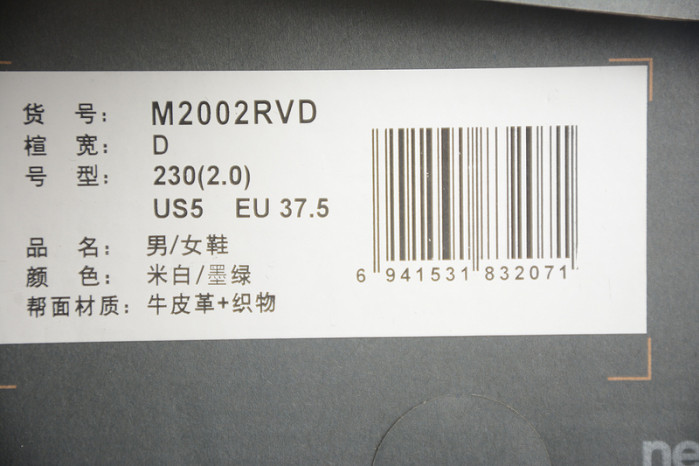 货 号： M2002RVD
楦 宽： D
号 型： 230(2.0)
US5 EU 37.5
品 名： 男/女鞋
颜 色： 米白/墨绿
帮面材质：牛皮革+织物
6 941531 832071
ne